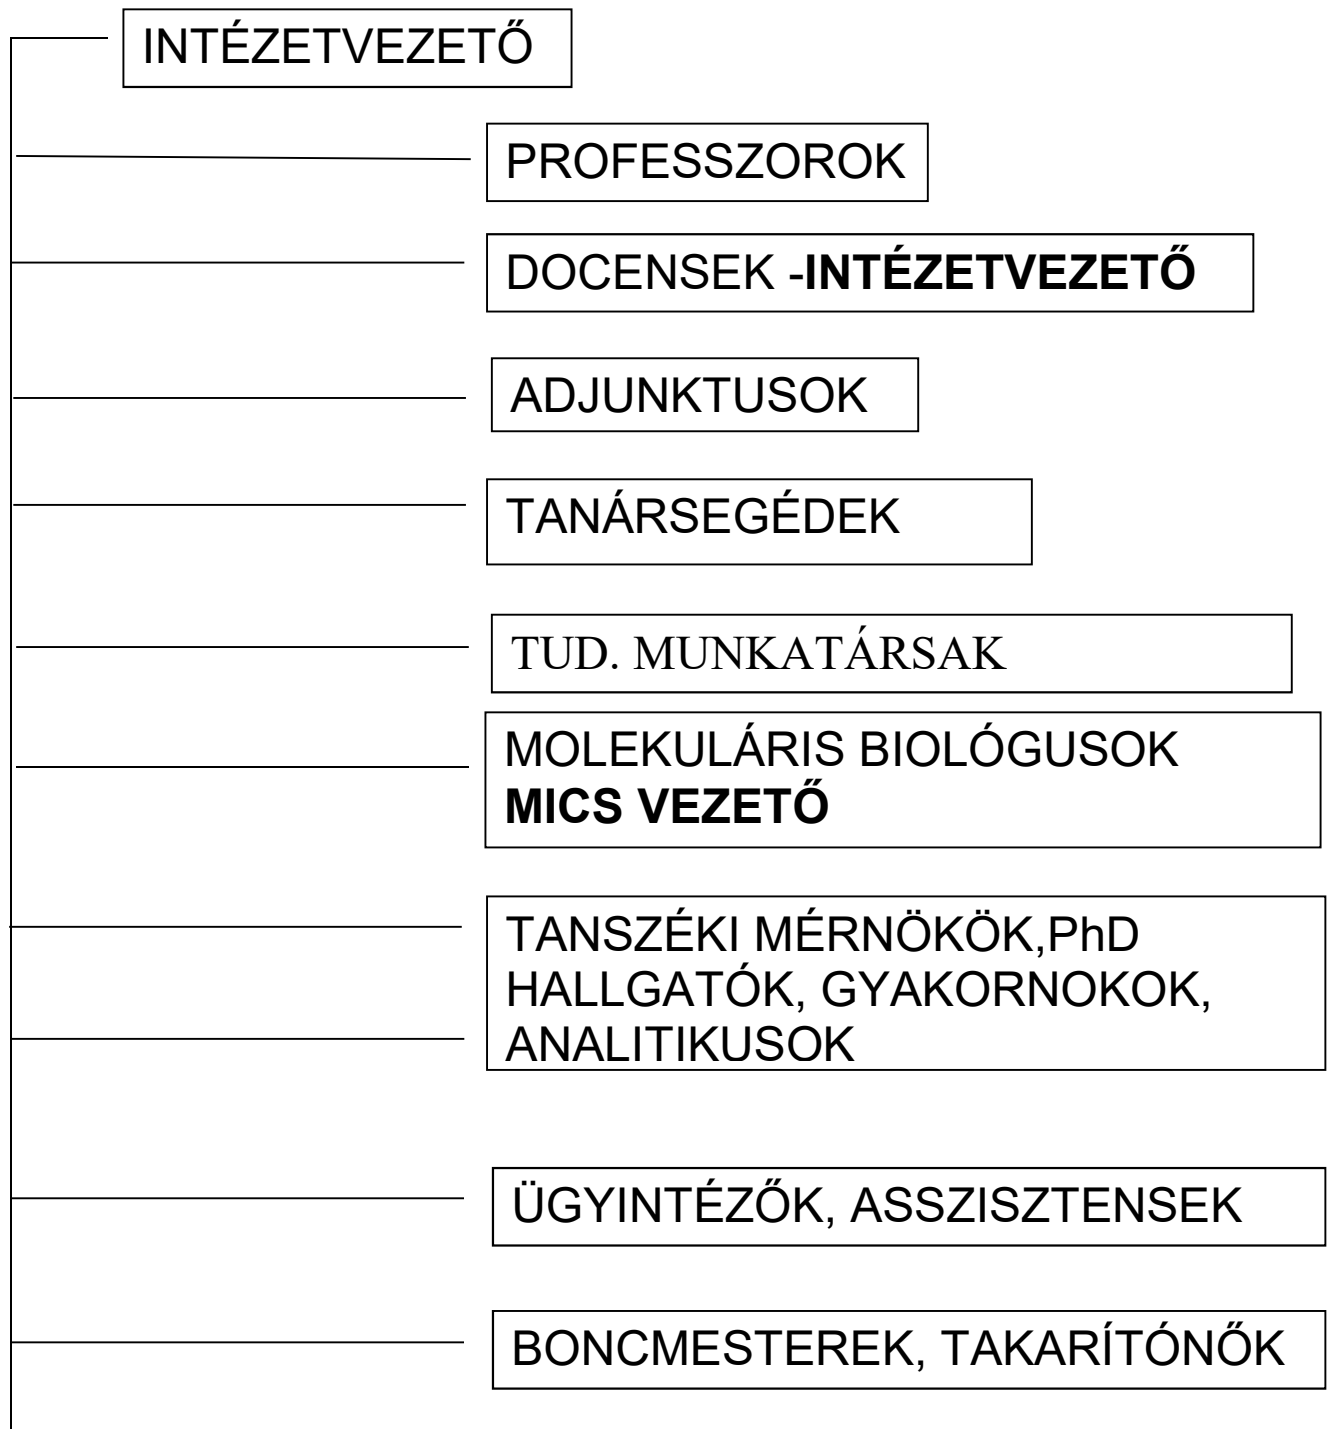 INTÉZETVEZETŐ
PROFESSZOROK
DOCENSEK -INTÉZETVEZETŐ
ADJUNKTUSOK
TANÁRSEGÉDEK
TUD. MUNKATÁRSAK
MOLEKULÁRIS BIOLÓGUSOK
MICS VEZETŐ
TANSZÉKI MÉRNÖKÖK,PhD
HALLGATÓK, GYAKORNOKOK,
ANALITIKUSOK
ÜGYINTÉZŐK, ASSZISZTENSEK
BONCMESTEREK, TAKARÍTÓNŐK